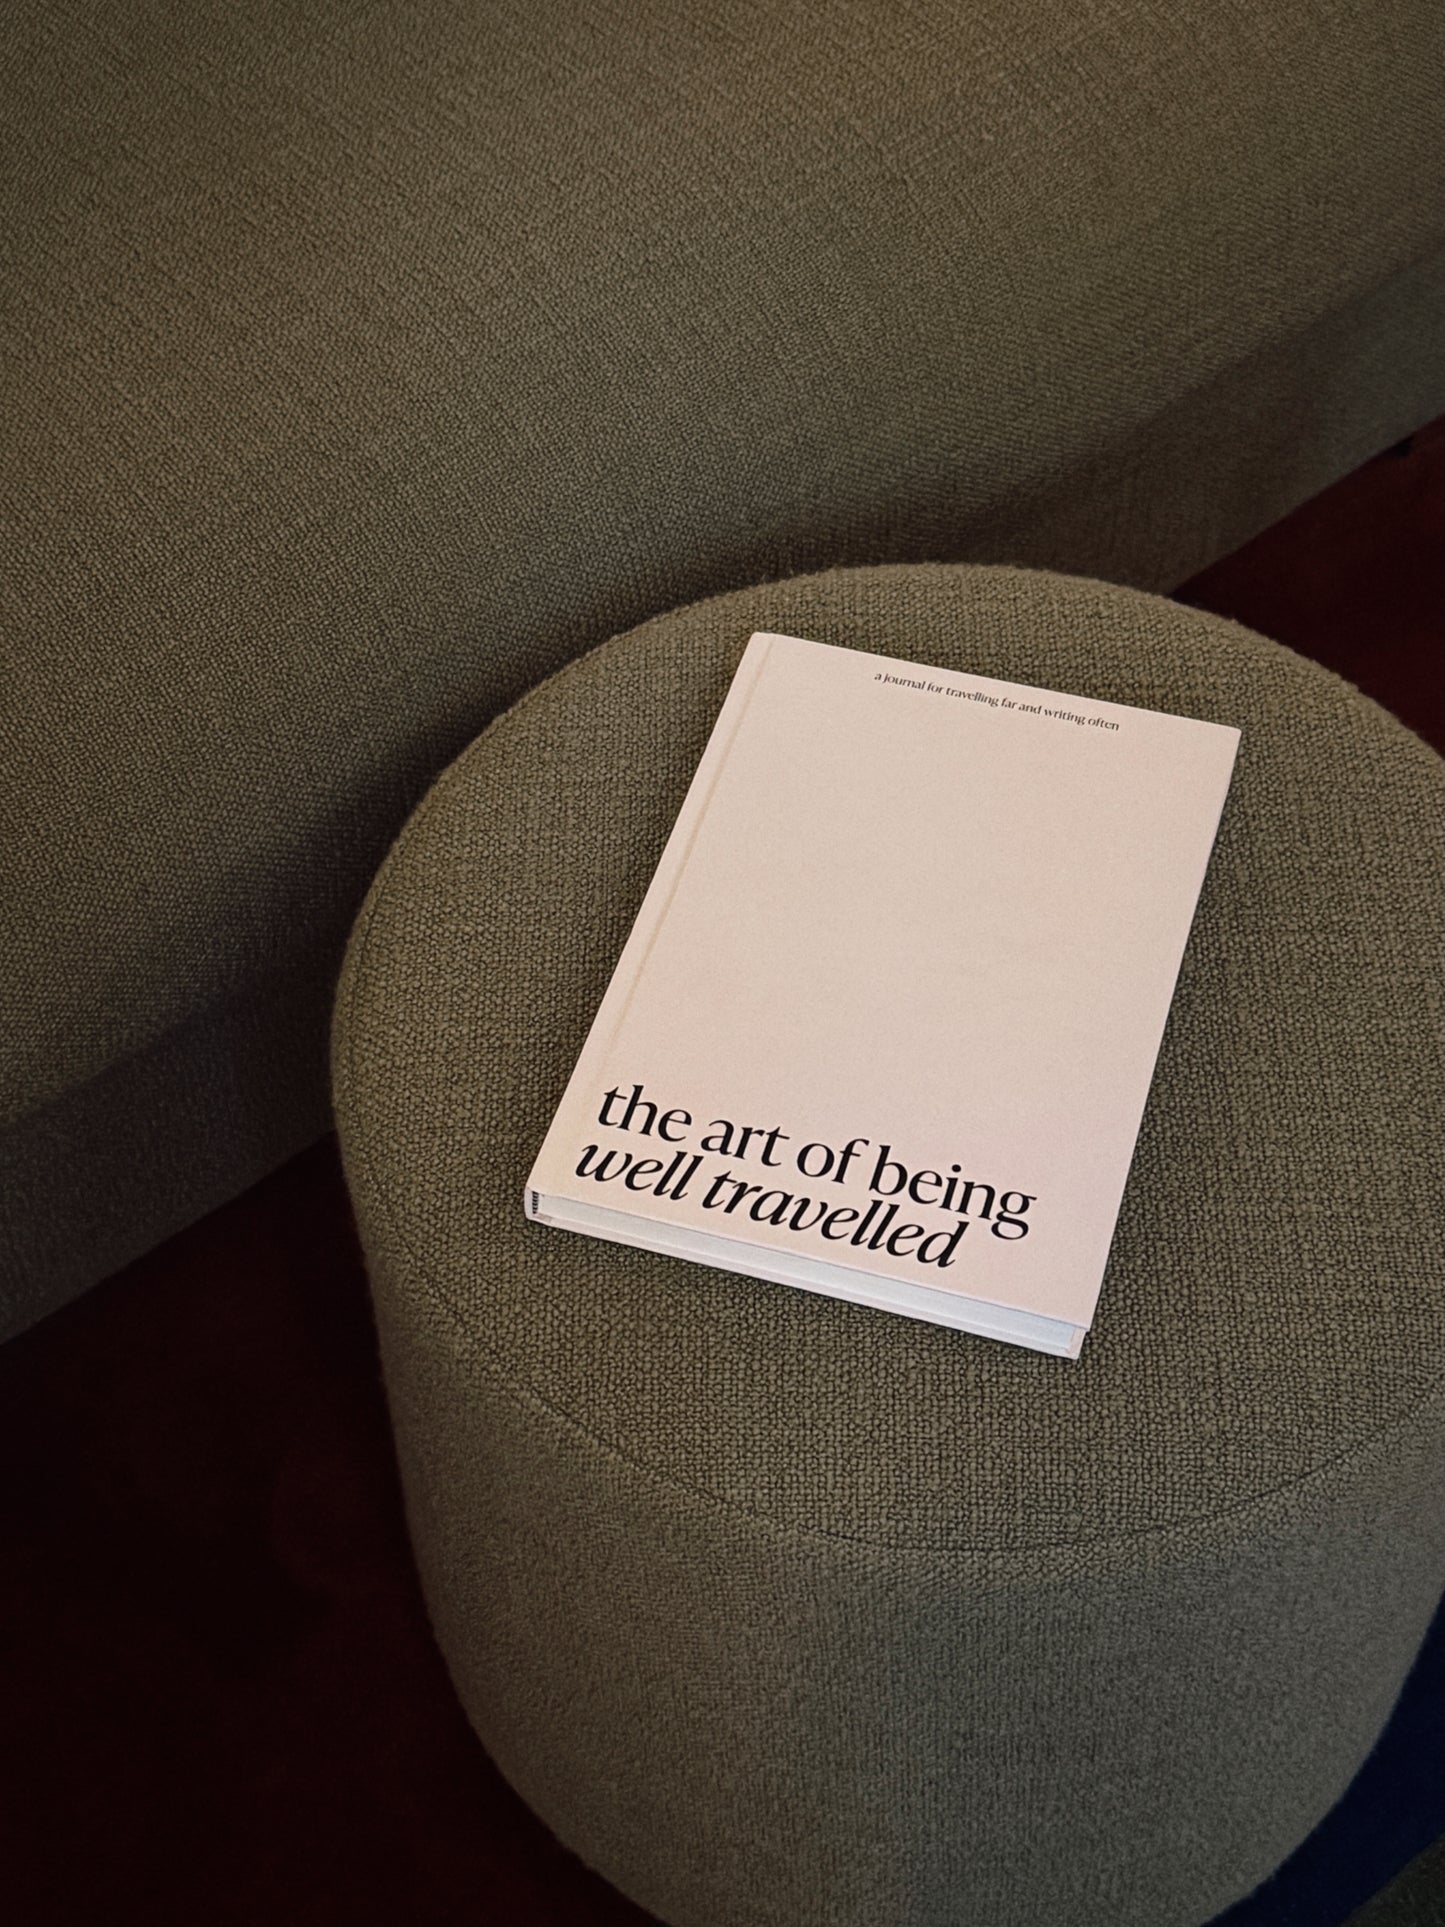 a journal for travelling far and writing often
the art of being
well travelled